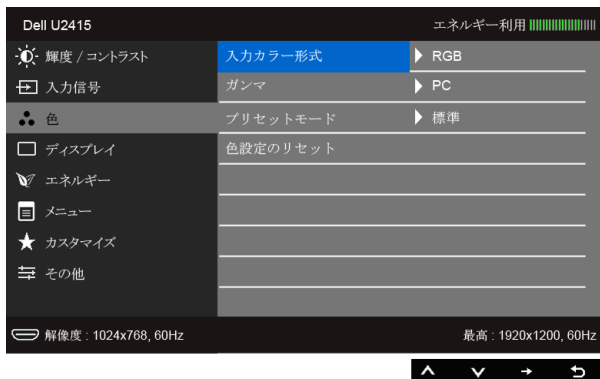 Dell U2415
エネルギー利用
輝度 / コントラスト
入力カラー形式
RGB
入力信号
ガンマ
PC
色
プリセットモード
標準
ディスプレイ
色設定のリセット
エネルギー
メニュー
カスタマイズ
その他
解像度 : 1024x768, 60Hz
最高 : 1920x1200, 60Hz